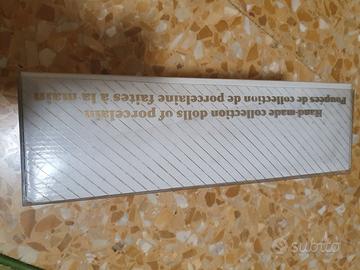 Hand-made collection dolls of porcelain
Poupées de collection de porcelaine faites a la main
subito